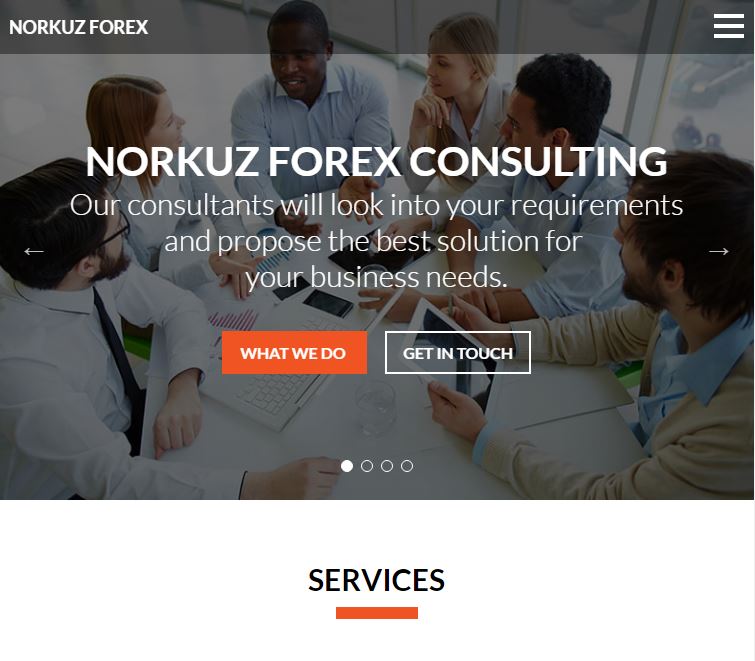 NORKUZ FOREX
NORKUZ FOREX CONSULTING
Our consultants will look into your requirements
and propose the best solution for
your business needs.
← →
WHAT WE DO GET IN TOUCH
SERVICES